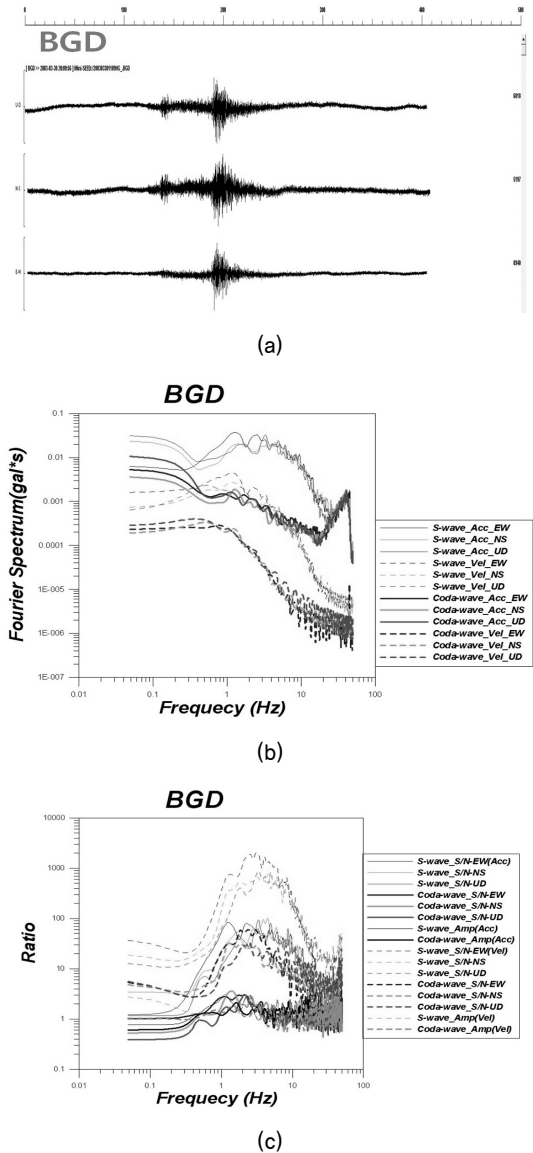 0 100 200 300 400 500
BGD
U-D
N-S
E-W
(a)
BGD
Fourier Spectrum(gal*s)
0.1
0.01
0.001
0.0001
1E-005
1E-006
1E-007
0.01 0.1 1 10 100
Frequecy (Hz)
S-wave_Acc_EW
S-wave_Acc_NS
S-wave_Acc_UD
S-wave_Vel_EW
S-wave_Vel_NS
S-wave_Vel_UD
Coda-wave_Acc_EW
Coda-wave_Acc_NS
Coda-wave_Acc_UD
Coda-wave_Vel_EW
Coda-wave_Vel_NS
Coda-wave_Vel_UD
(b)
BGD
Ratio
10000
1000
100
10
1
0.1
0.01 0.1 1 10 100
Frequecy (Hz)
S-wave_S/N-EW(Acc)
S-wave_S/N-NS
S-wave_S/N-UD
Coda-wave_S/N-EW
Coda-wave_S/N-NS
Coda-wave_S/N-UD
S-wave_Amp(Acc)
Coda-wave_Amp(Acc)
S-wave_S/N-EW(Vel)
S-wave_S/N-NS
S-wave_S/N-UD
Coda-wave_S/N-EW
Coda-wave_S/N-NS
Coda-wave_S/N-UD
S-wave_Amp(Vel)
Coda-wave_Amp(Vel)
(c)